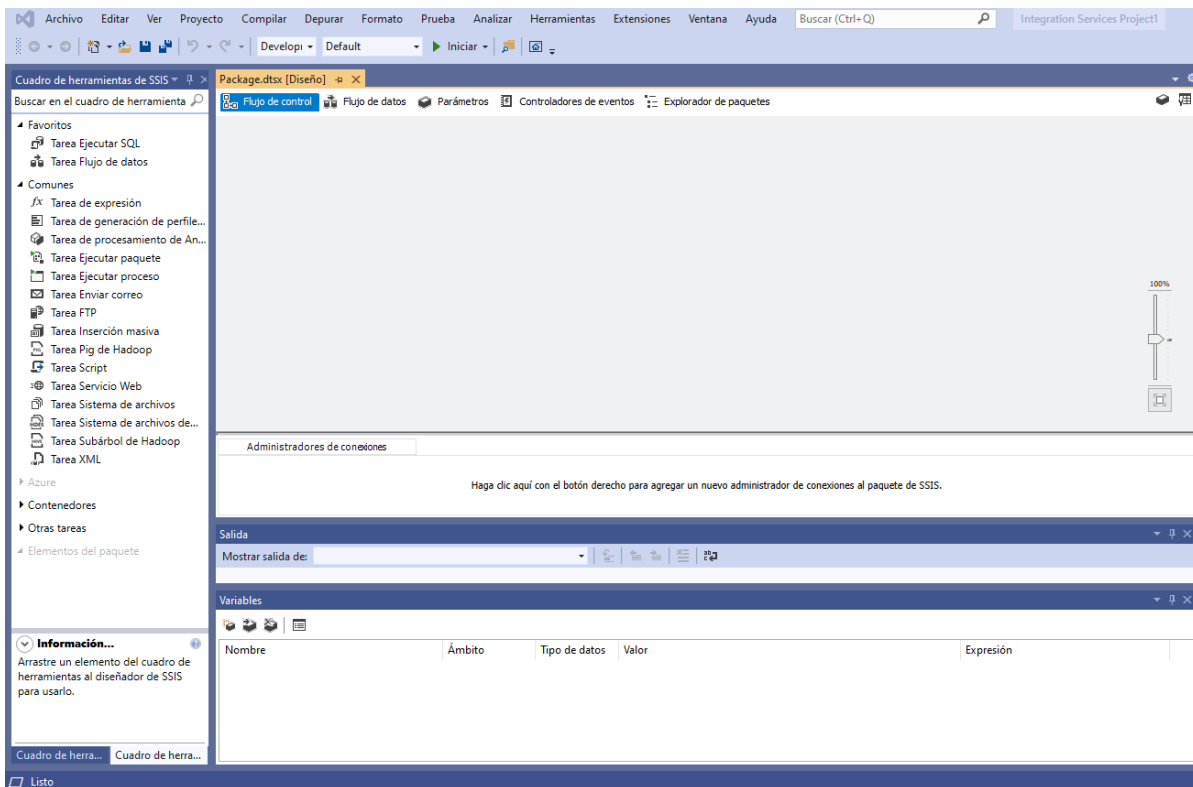 Archivo Editar Ver Proyecto Compilar Depurar Formato Prueba Analizar Herramientas Extensiones Ventana Ayuda Buscar (Ctrl+Q) Integration Services Project1
Developı Default Iniciar
Cuadro de herramientas de SSIS
Package.dtsx [Diseño]
Buscar en el cuadro de herramienta
Flujo de control Flujo de datos Parámetros Controladores de eventos Explorador de paquetes
Favoritos
Tarea Ejecutar SQL
Tarea Flujo de datos
Comunes
Tarea de expresión
Tarea de generación de perfile...
Tarea de procesamiento de An...
Tarea Ejecutar paquete
Tarea Ejecutar proceso
Tarea Enviar correo
Tarea FTP
Tarea Inserción masiva
Tarea Pig de Hadoop
Tarea Script
Tarea Servicio Web
Tarea Sistema de archivos
Tarea Sistema de archivos de...
Tarea Subárbol de Hadoop
Tarea XML
Azure
Contenedores
Otras tareas
Elementos del paquete
100%
Administradores de conexiones
Haga clic aquí con el botón derecho para agregar un nuevo administrador de conexiones al paquete de SSIS.
Salida
Mostrar salida de:
Variables
Nombre Ámbito Tipo de datos Valor Expresión
Información...
Arrastre un elemento del cuadro de
herramientas al diseñador de SSIS
para usarlo.
Cuadro de herra... Cuadro de herra...
Listo